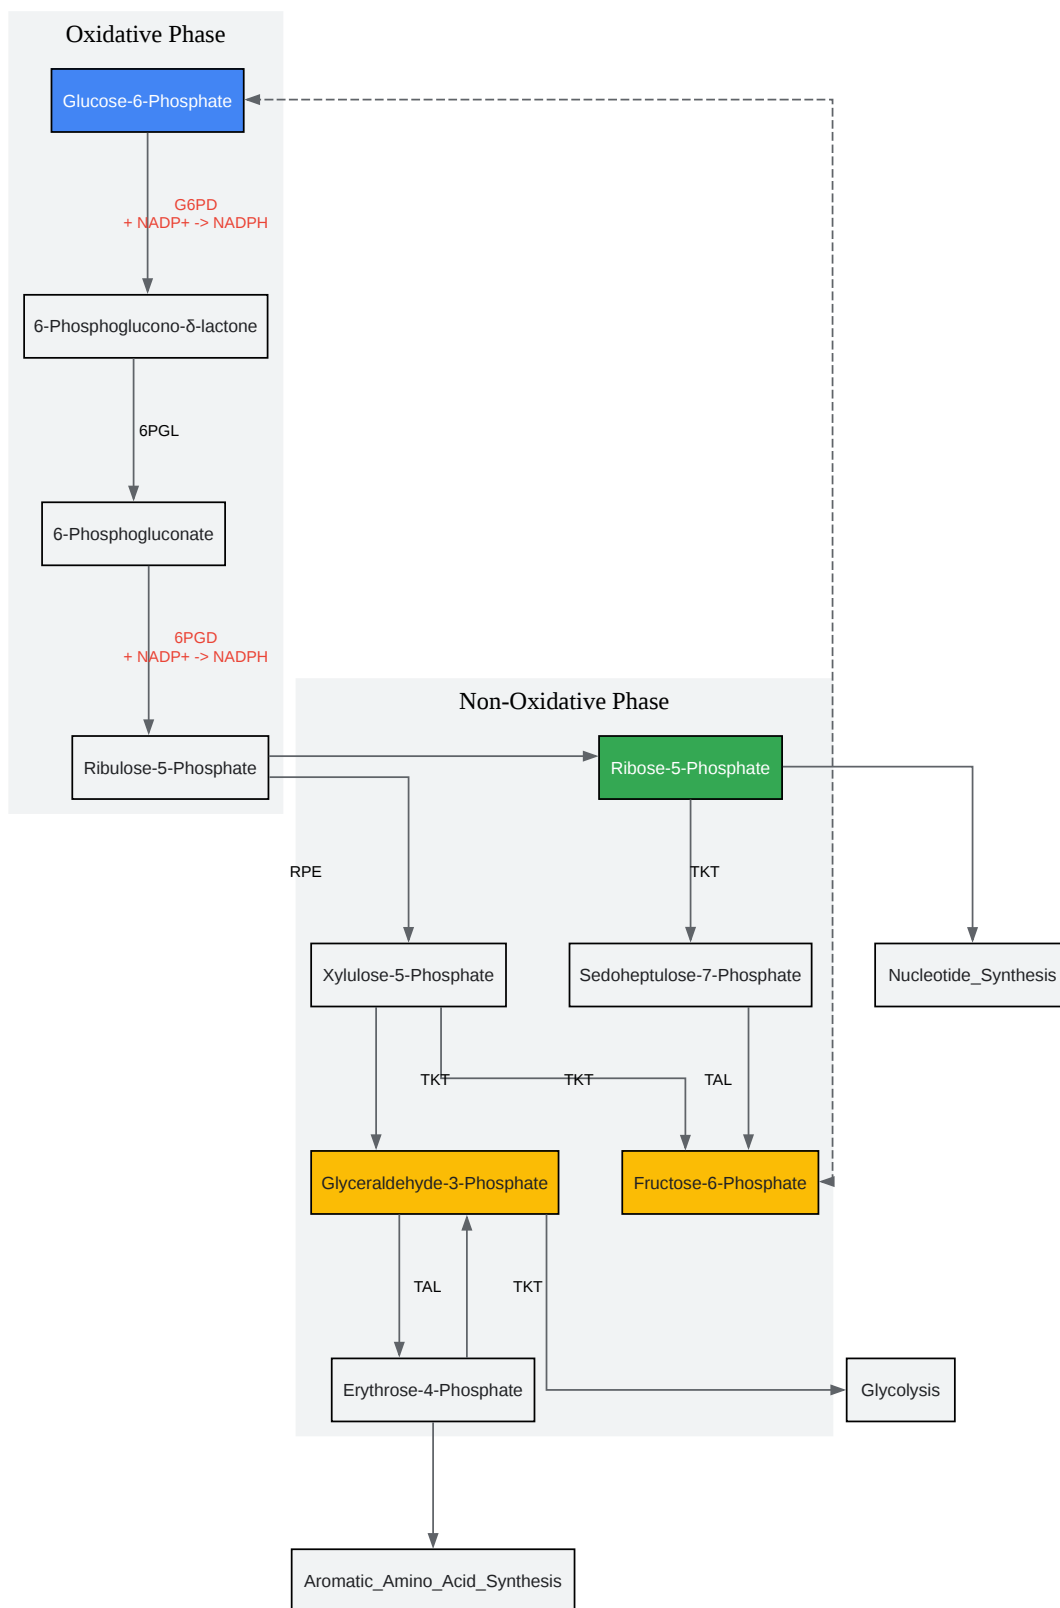 Oxidative Phase
Glucose-6-Phosphate
G6PD
+ NADP+ -> NADPH
6-Phosphoglucono-δ-lactone
6PGL
6-Phosphogluconate
6PGD
+ NADP+ -> NADPH
Non-Oxidative Phase
Ribulose-5-Phosphate
Ribose-5-Phosphate
RPE
TKT
Xylulose-5-Phosphate
Sedoheptulose-7-Phosphate
Nucleotide_Synthesis
TKT
TKT
TAL
Glyceraldehyde-3-Phosphate
Fructose-6-Phosphate
TAL
TKT
Erythrose-4-Phosphate
Glycolysis
Aromatic_Amino_Acid_Synthesis